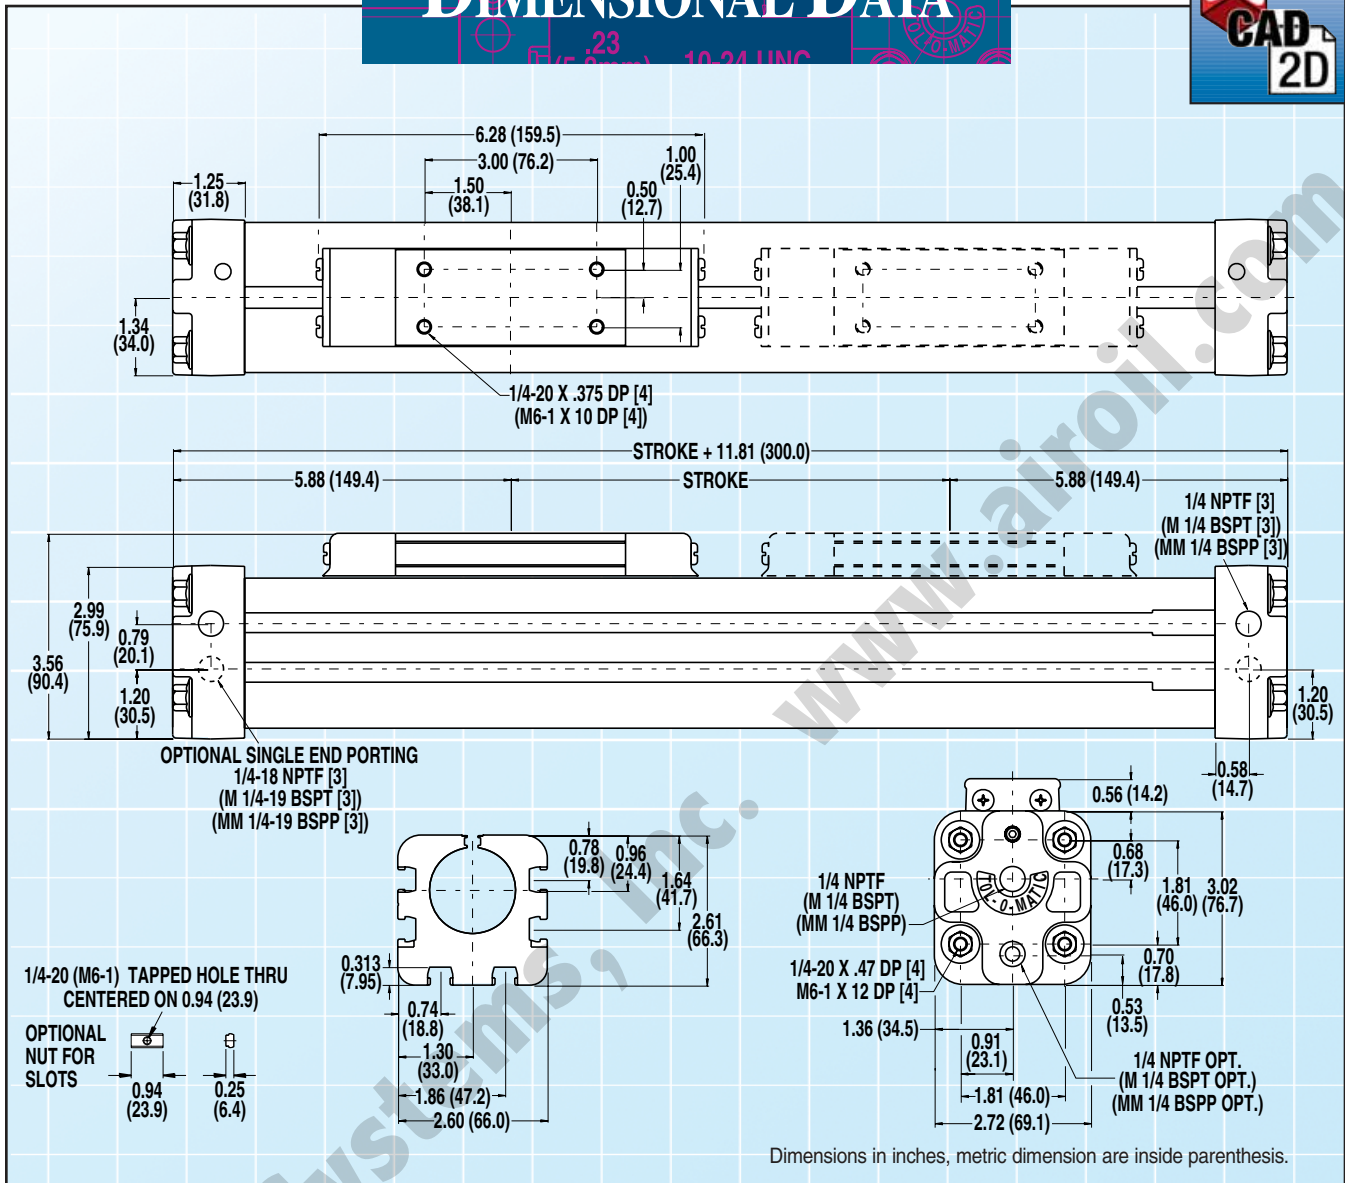 DIMENSIONAL DATA
.23
10-24 UNC
TOL-O-MATIC
CAD
2D
6.28 (159.5)
3.00 (76.2)
1.00
(25.4)
1.25
(31.8)
1.50
(38.1)
0.50
(12.7)
1.34
(34.0)
1/4-20 X .375 DP [4]
(M6-1 X 10 DP [4])
STROKE + 11.81 (300.0)
5.88 (149.4)
STROKE
5.88 (149.4)
1/4 NPTF [3]
(M 1/4 BSPT [3])
(MM 1/4 BSPP [3])
2.99
(75.9)
0.79
(20.1)
3.56
(90.4)
1.20
(30.5)
1.20
(30.5)
OPTIONAL SINGLE END PORTING
1/4-18 NPTF [3]
(M 1/4-19 BSPT [3])
(MM 1/4-19 BSPP [3])
0.58
(14.7)
0.56 (14.2)
0.78
(19.8)
0.96
(24.4)
1.64
(41.7)
2.61
(66.3)
0.313
(7.95)
0.74
(18.8)
1.30
(33.0)
1.86 (47.2)
2.60 (66.0)
1/4 NPTF
(M 1/4 BSPT)
(MM 1/4 BSPP)
TOL-O-MATIC
0.68
(17.3)
1.81
(46.0)
3.02
(76.7)
1/4-20 X .47 DP [4]
M6-1 X 12 DP [4]
0.70
(17.8)
0.53
(13.5)
1.36 (34.5)
0.91
(23.1)
1.81 (46.0)
2.72 (69.1)
1/4 NPTF OPT.
(M 1/4 BSPT OPT.)
(MM 1/4 BSPP OPT.)
1/4-20 (M6-1) TAPPED HOLE THRU
CENTERED ON 0.94 (23.9)
OPTIONAL
NUT FOR
SLOTS
0.94
(23.9)
0.25
(6.4)
Dimensions in inches, metric dimension are inside parenthesis.
ystems, Inc. www.airoil.com